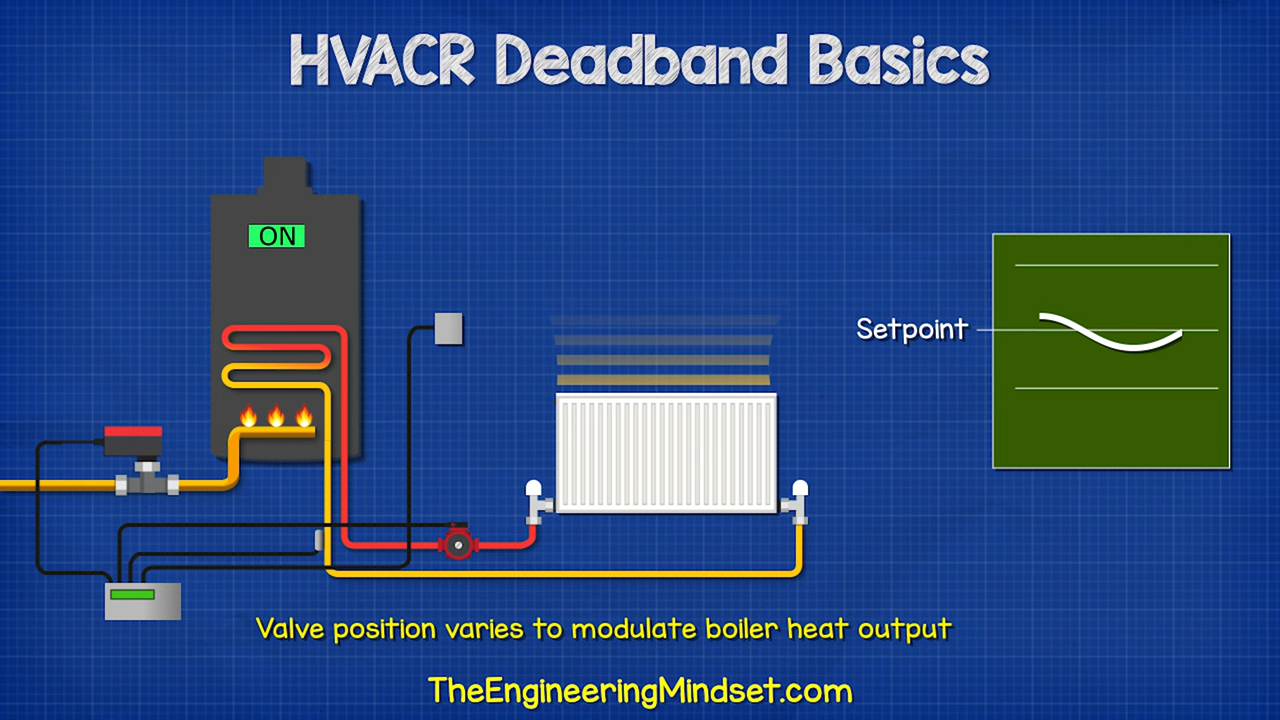 HVACR Deadband Basics
ON
Setpoint
Valve position varies to modulate boiler heat output
TheEngineeringMindset.com